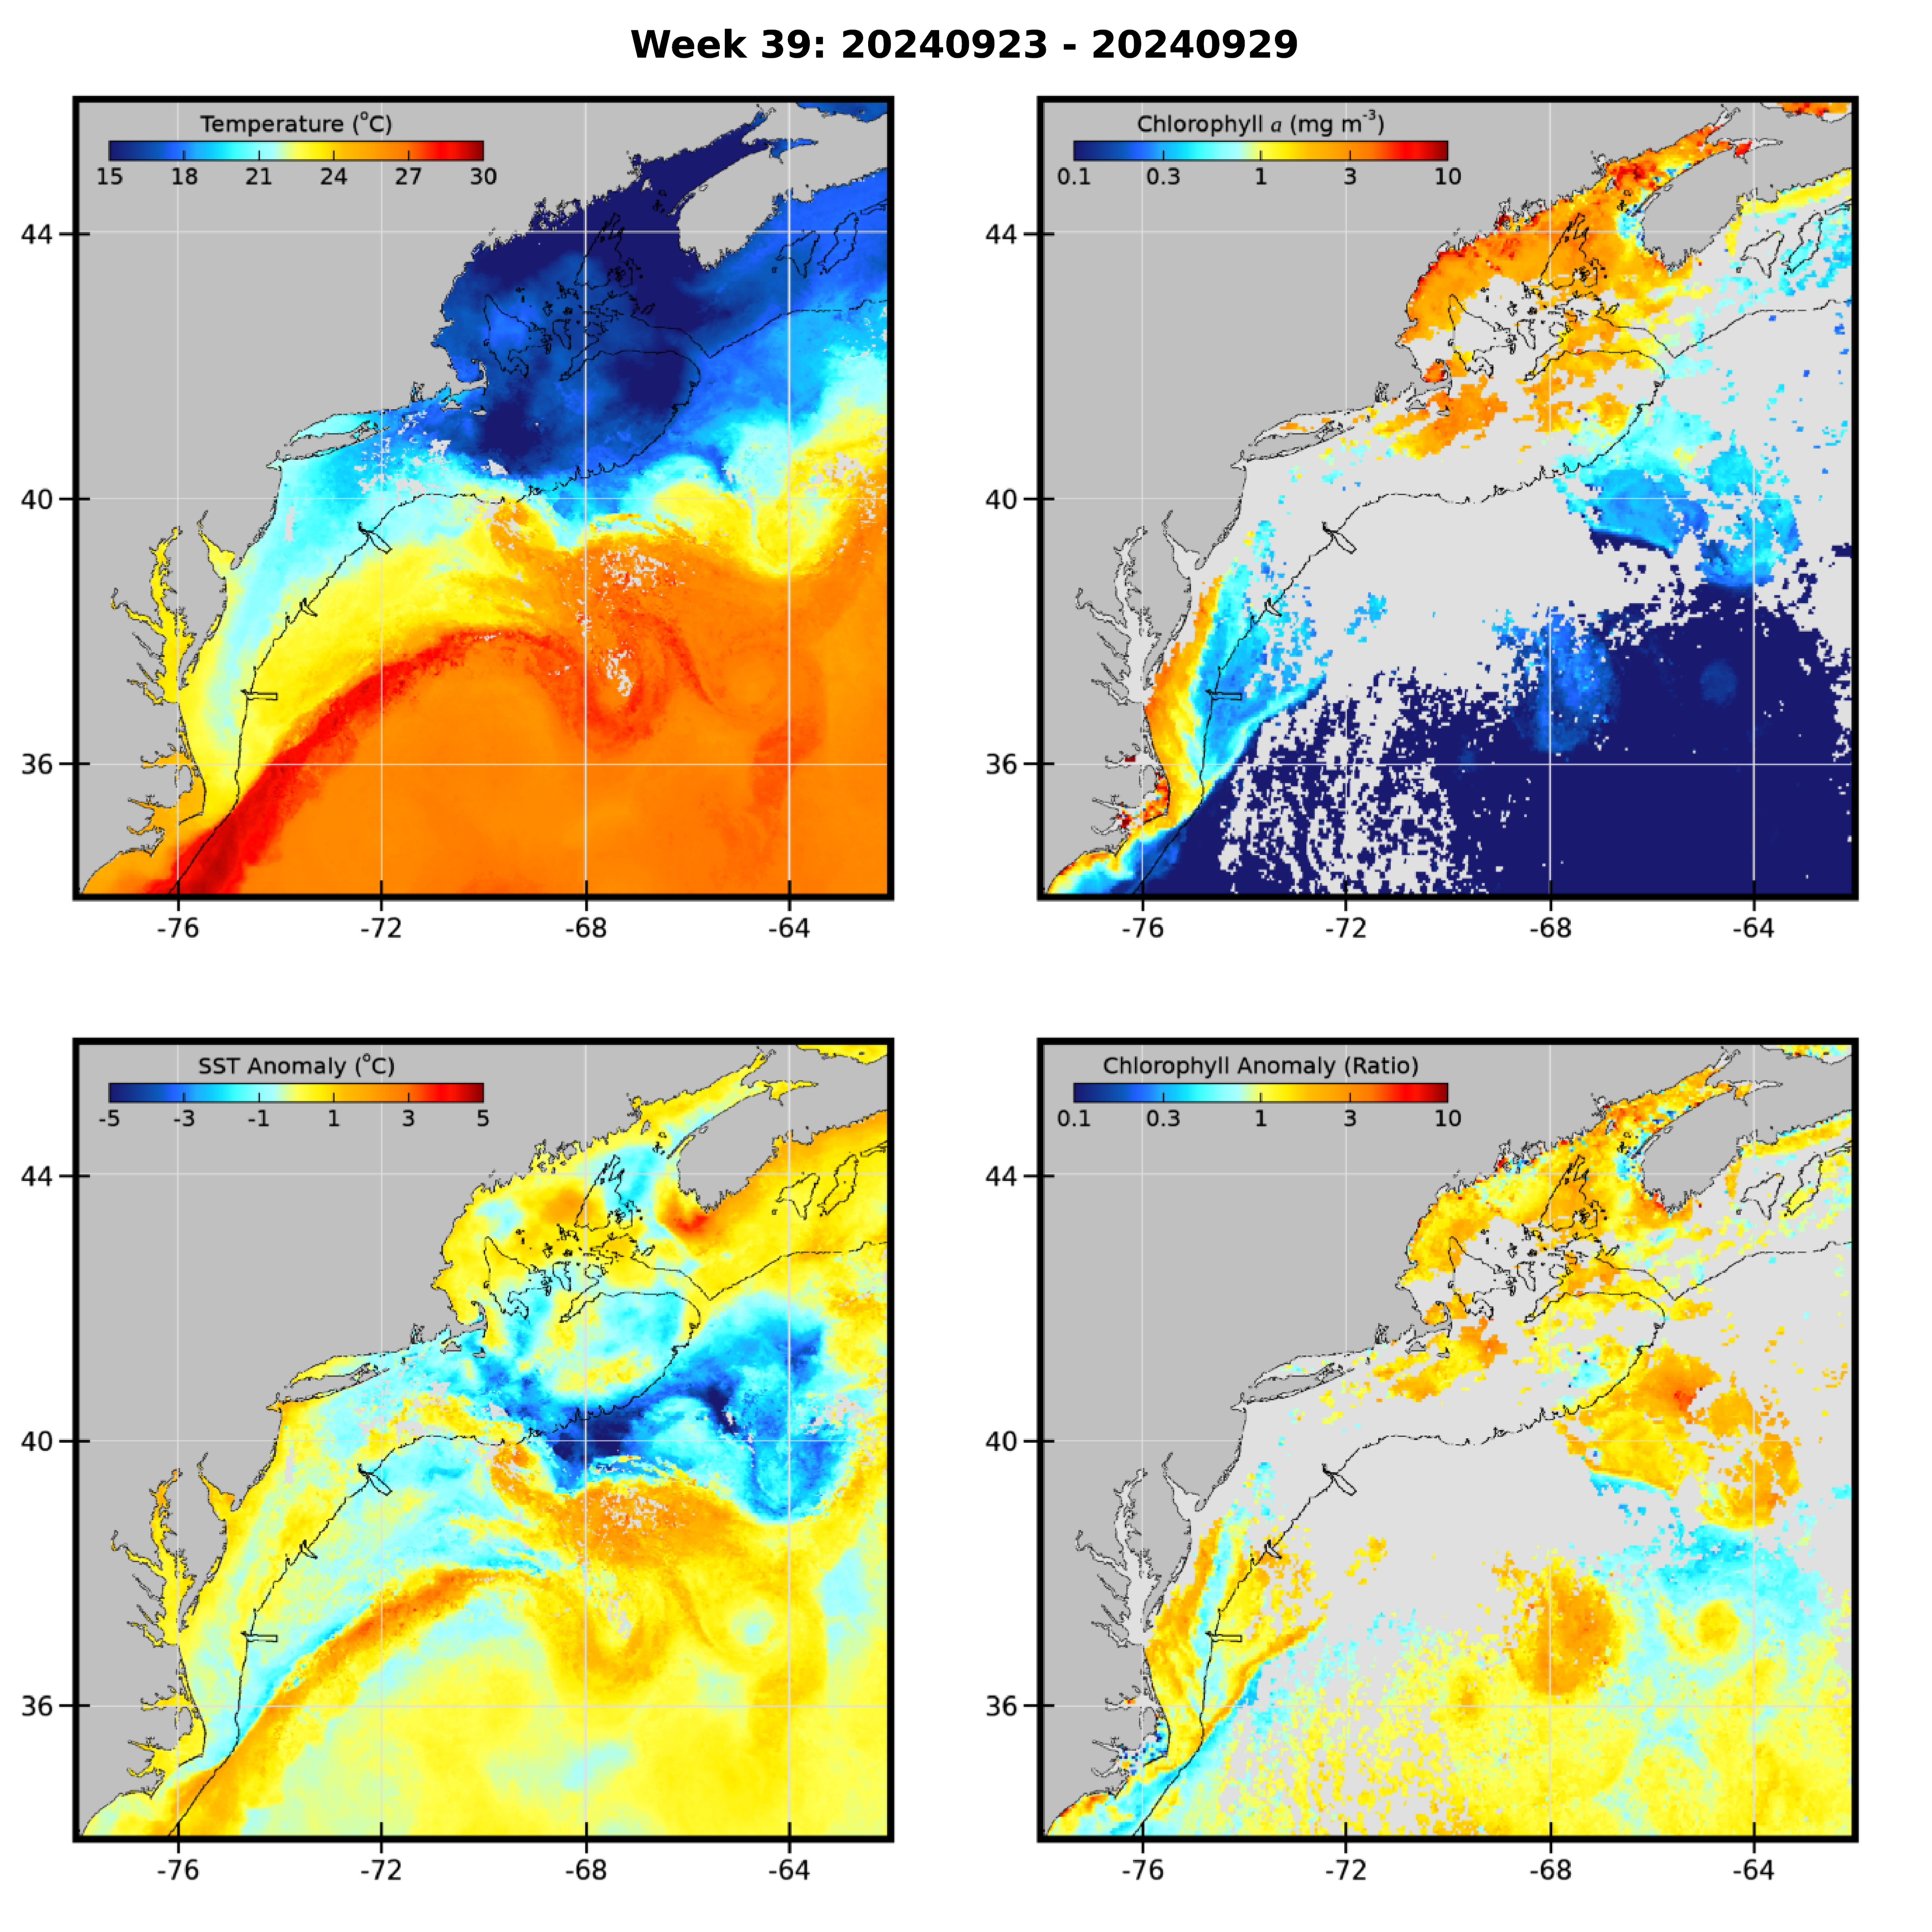 Week 39: 20240923 - 20240929
Temperature (°C)
15 18 21 24 27 30
44
40
36
-76 -72 -68 -64
Chlorophyll a (mg m⁻³)
0.1 0.3 1 3 10
44
40
36
-76 -72 -68 -64
SST Anomaly (°C)
-5 -3 -1 1 3 5
44
40
36
-76 -72 -68 -64
Chlorophyll Anomaly (Ratio)
0.1 0.3 1 3 10
44
40
36
-76 -72 -68 -64